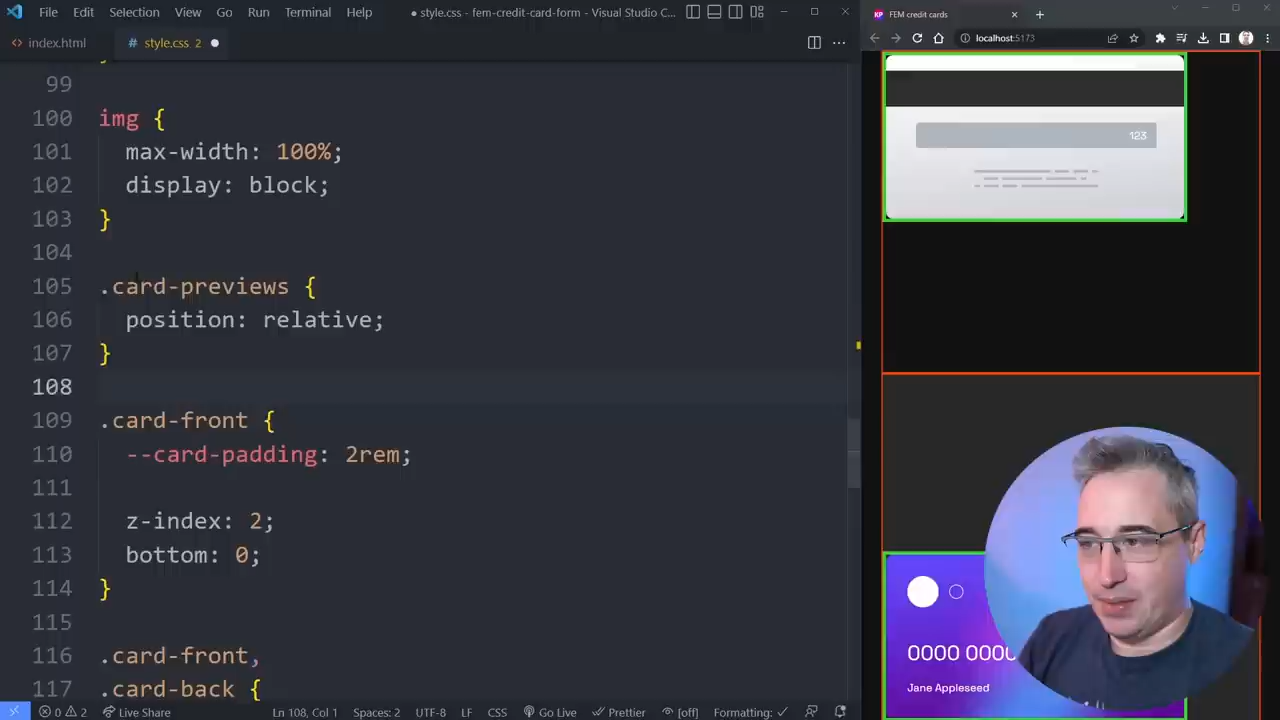 File Edit Selection View Go Run Terminal Help ● style.css - fem-credit-card-form - Visual Studio C...
KP FEM credit cards
index.html style.css 2
localhost:5173
99
100 img {
101 max-width: 100%;
102 display: block;
103 }
104
105 .card-previews {
106 position: relative;
107 }
108
109 .card-front {
110 --card-padding: 2rem;
111
112 z-index: 2;
113 bottom: 0;
114 }
115
116 .card-front,
117 .card-back {
123
0000 0000
Jane Appleseed
0 2 Live Share Ln 108, Col 1 Spaces: 2 UTF-8 LF CSS Go Live Prettier [off] Formatting: ✓